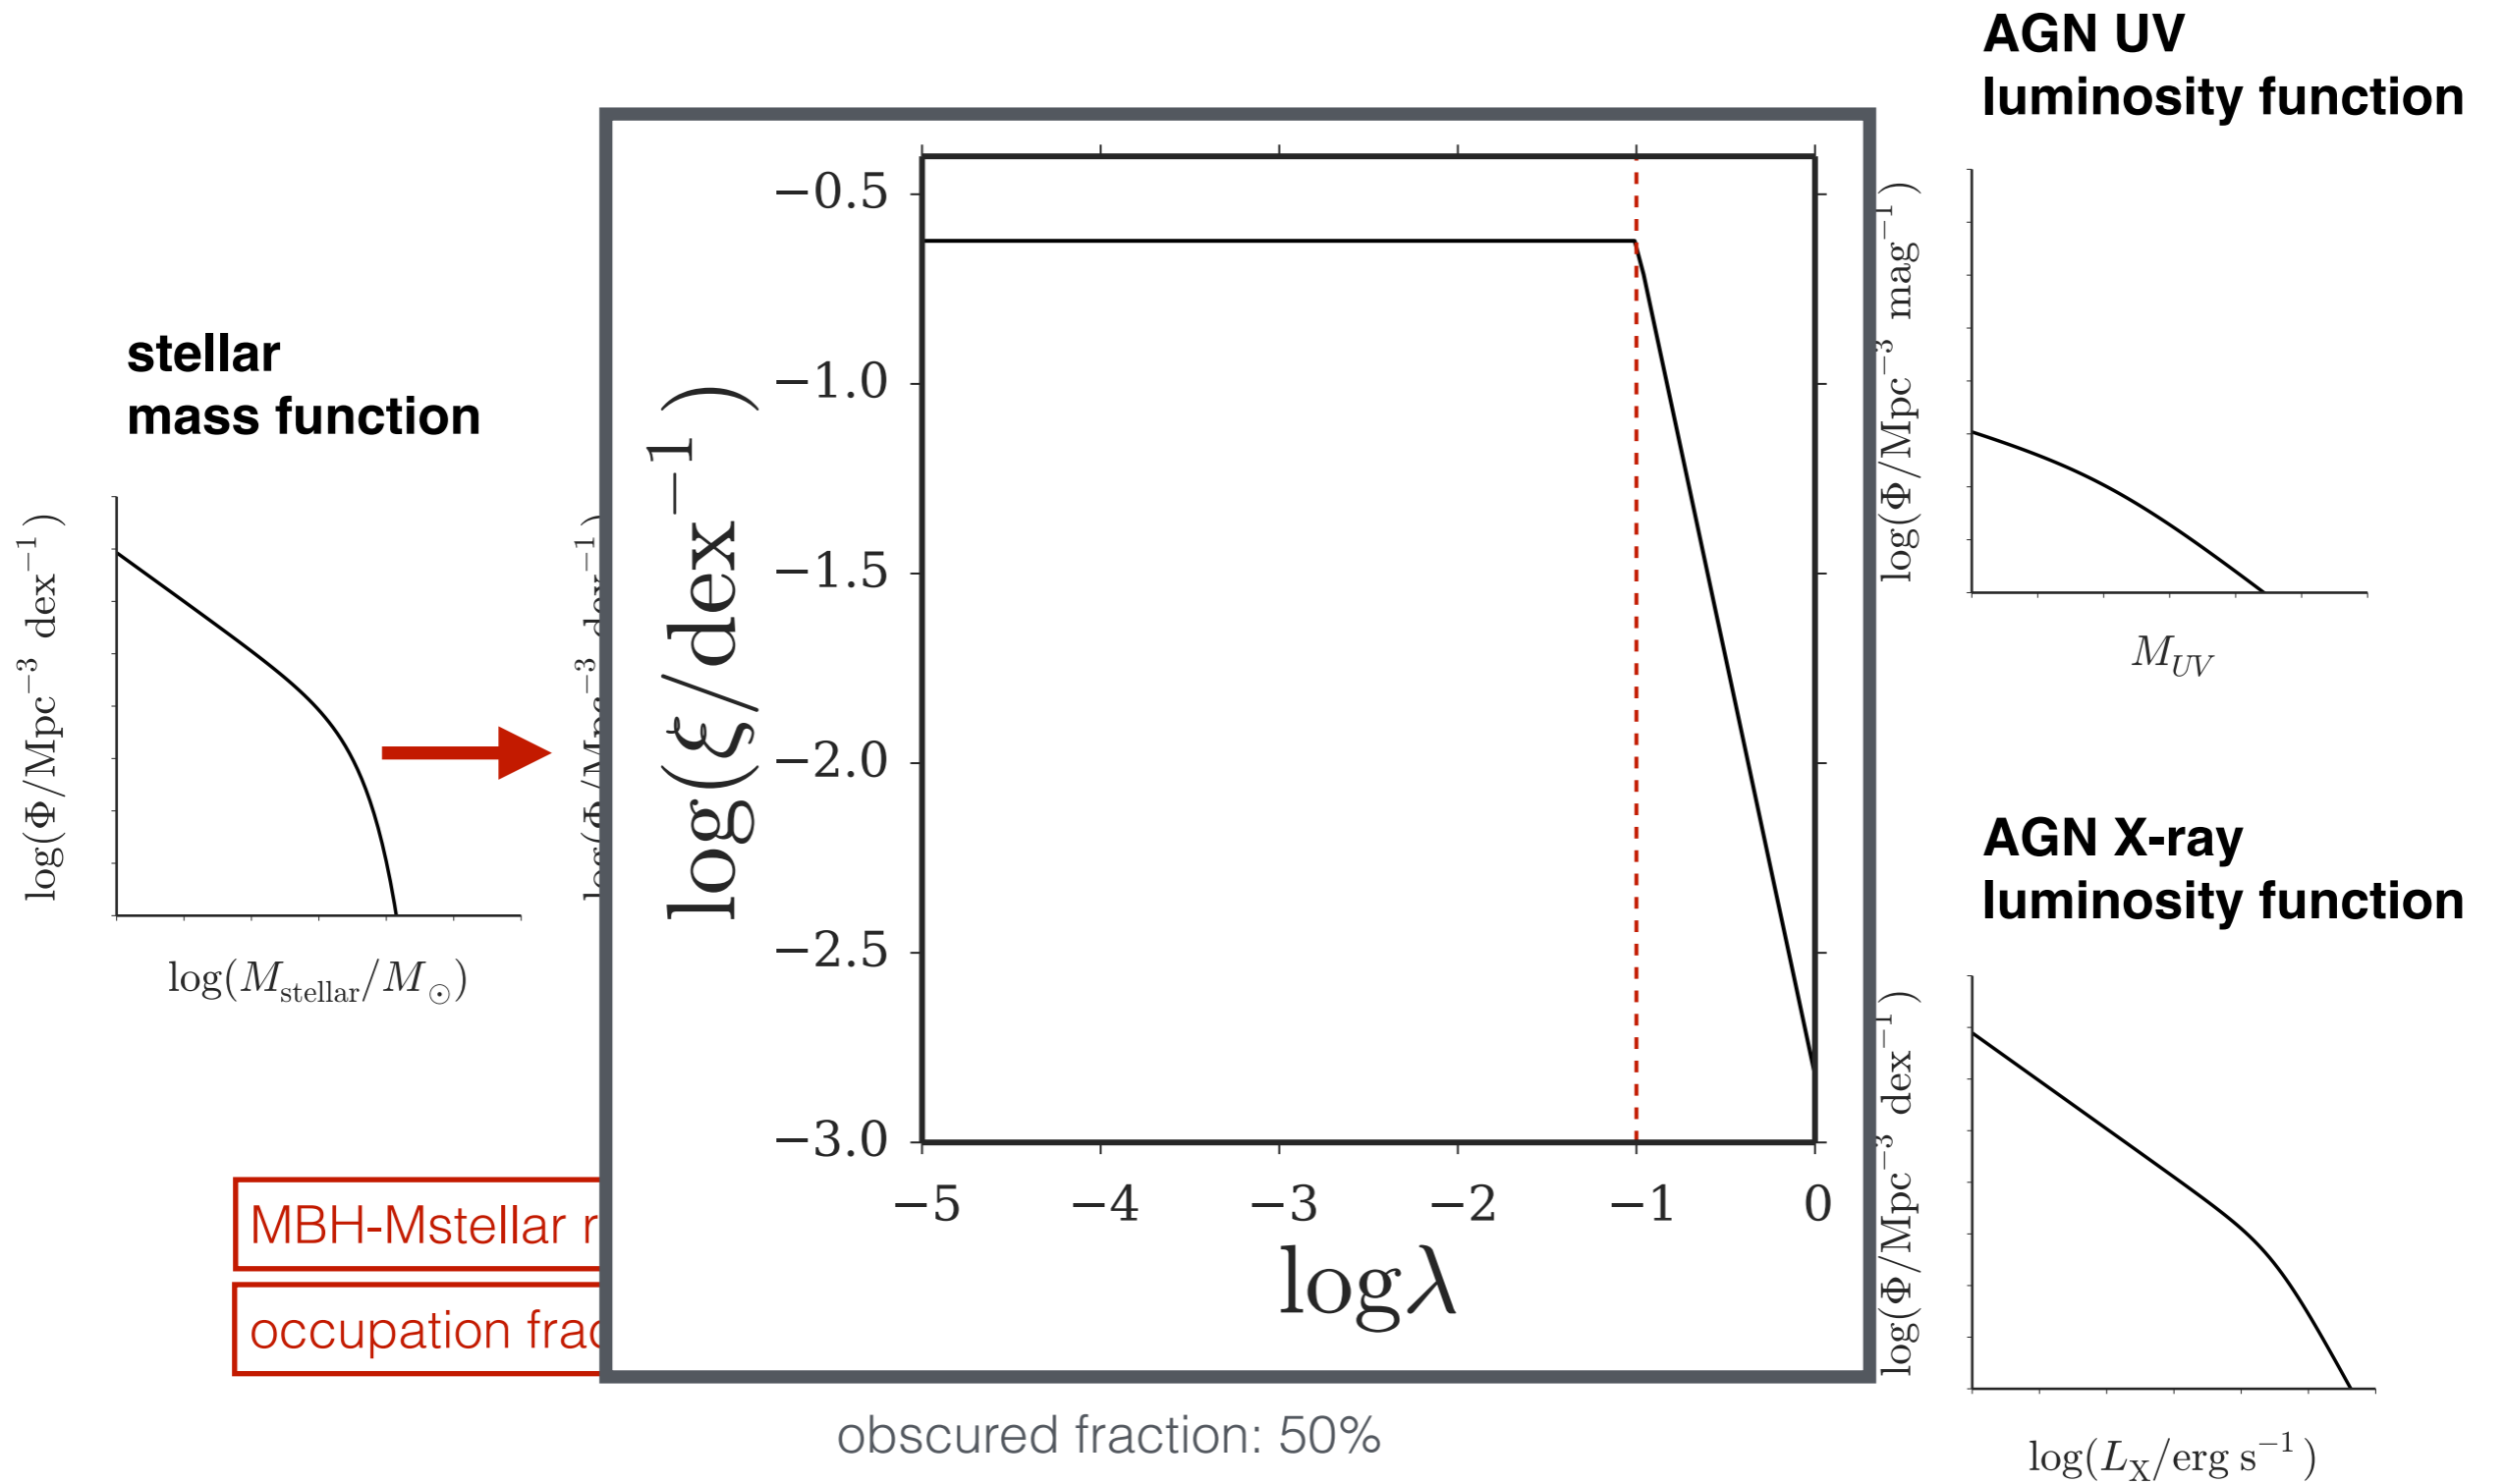 AGN UV
luminosity function
stellar
mass function
log(Φ/Mpc⁻³ dex⁻¹)
log(M_stellar/M_⊙)
MBH-Mstellar
occupation
log(ξ/dex⁻¹)
−0.5
−1.0
−1.5
−2.0
−2.5
−3.0
−5 −4 −3 −2 −1 0
log λ
obscured fraction: 50%
log(Φ/Mpc⁻³ mag⁻¹)
M_UV
AGN X-ray
luminosity function
log(Φ/Mpc⁻³ dex⁻¹)
log(L_X/erg s⁻¹)